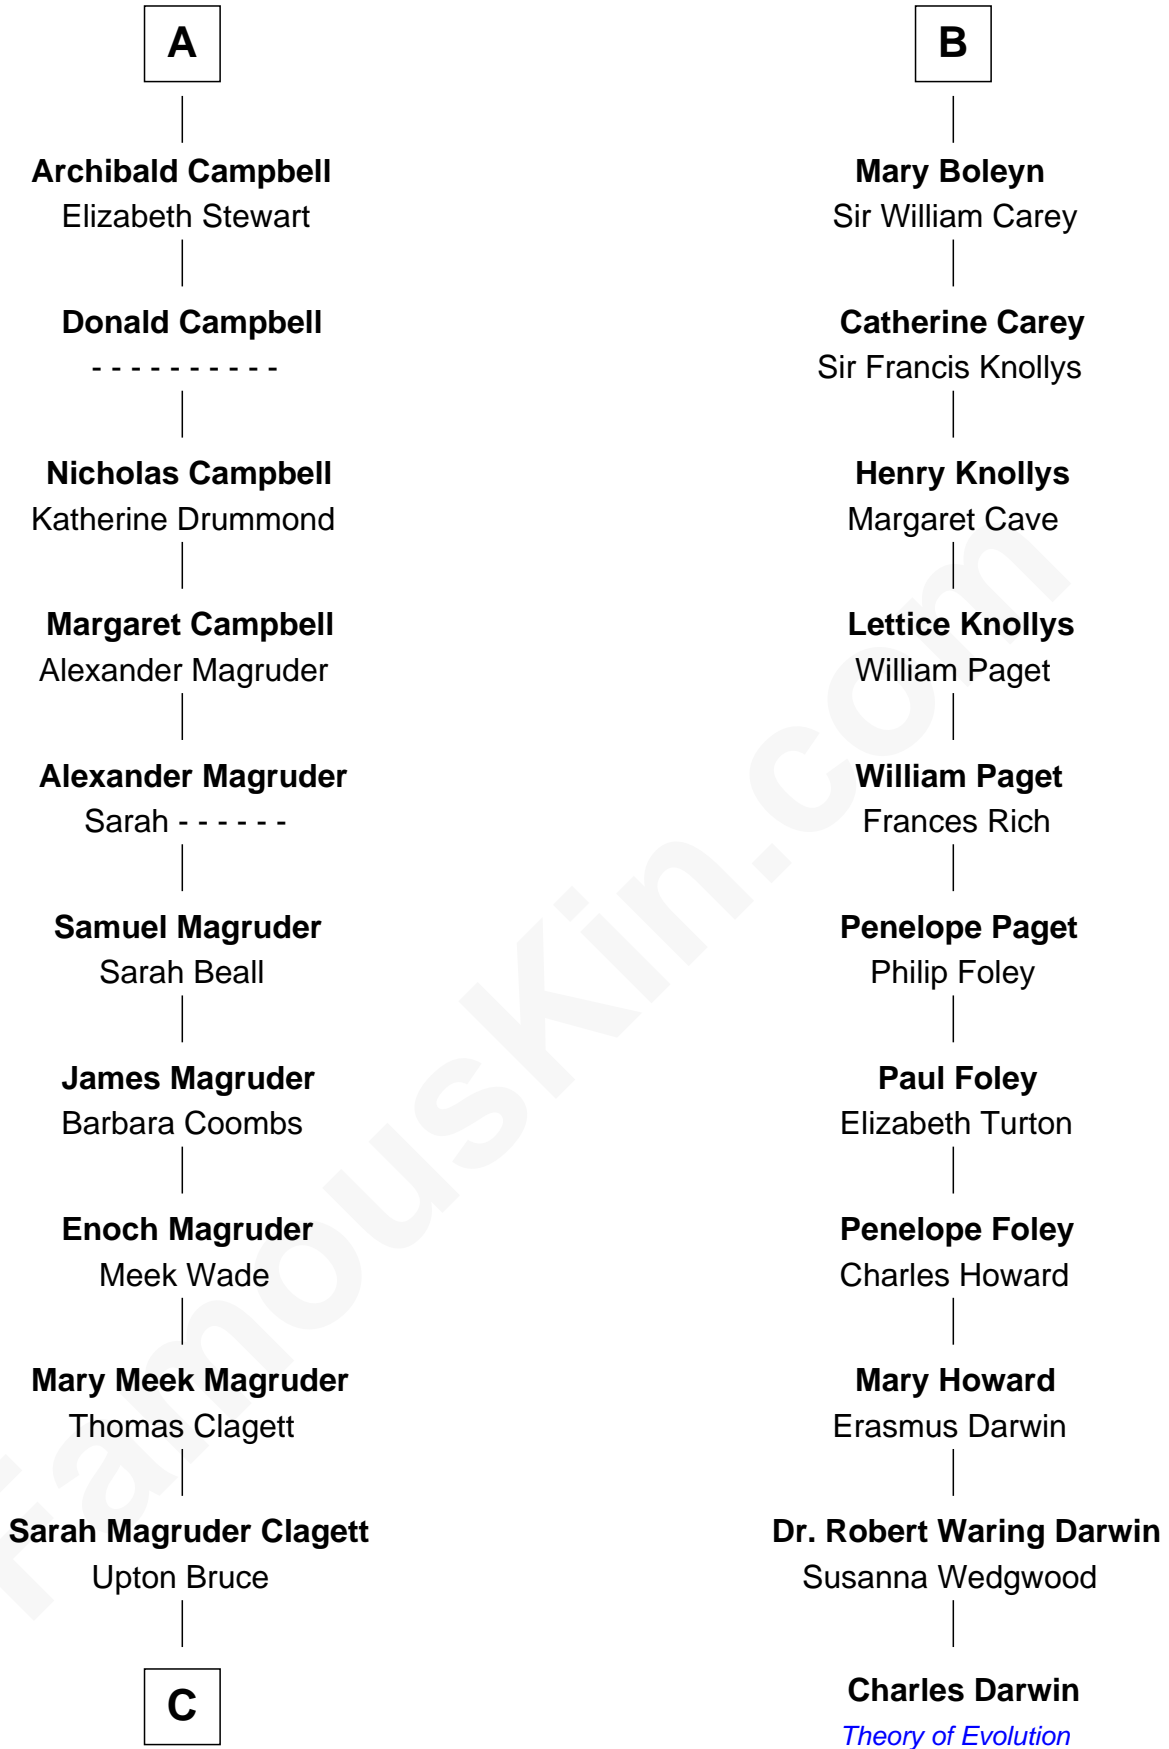 A
Archibald Campbell
Elizabeth Stewart
Donald Campbell
- - - - - - - - - -
Nicholas Campbell
Katherine Drummond
Margaret Campbell
Alexander Magruder
Alexander Magruder
Sarah - - - - - -
Samuel Magruder
Sarah Beall
James Magruder
Barbara Coombs
Enoch Magruder
Meek Wade
Mary Meek Magruder
Thomas Clagett
Sarah Magruder Clagett
Upton Bruce
C
B
Mary Boleyn
Sir William Carey
Catherine Carey
Sir Francis Knollys
Henry Knollys
Margaret Cave
Lettice Knollys
William Paget
William Paget
Frances Rich
Penelope Paget
Philip Foley
Paul Foley
Elizabeth Turton
Penelope Foley
Charles Howard
Mary Howard
Erasmus Darwin
Dr. Robert Waring Darwin
Susanna Wedgwood
Charles Darwin
Theory of Evolution
FamousKin.com